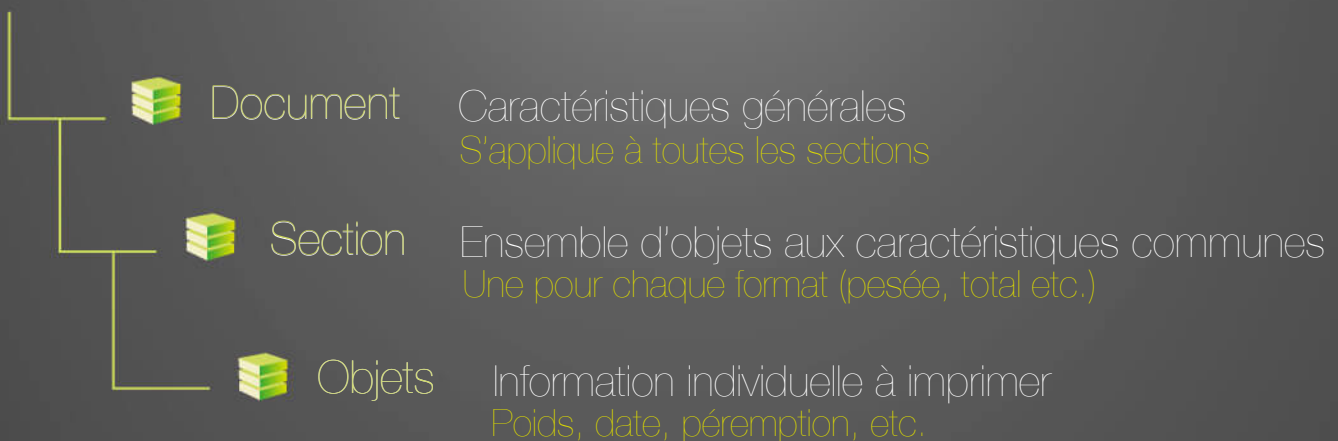 Document
Caractéristiques générales
S'applique à toutes les sections
Section
Ensemble d'objets aux caractéristiques communes
Une pour chaque format (pesée, total etc.)
Objets
Information individuelle à imprimer
Poids, date, péremption, etc.